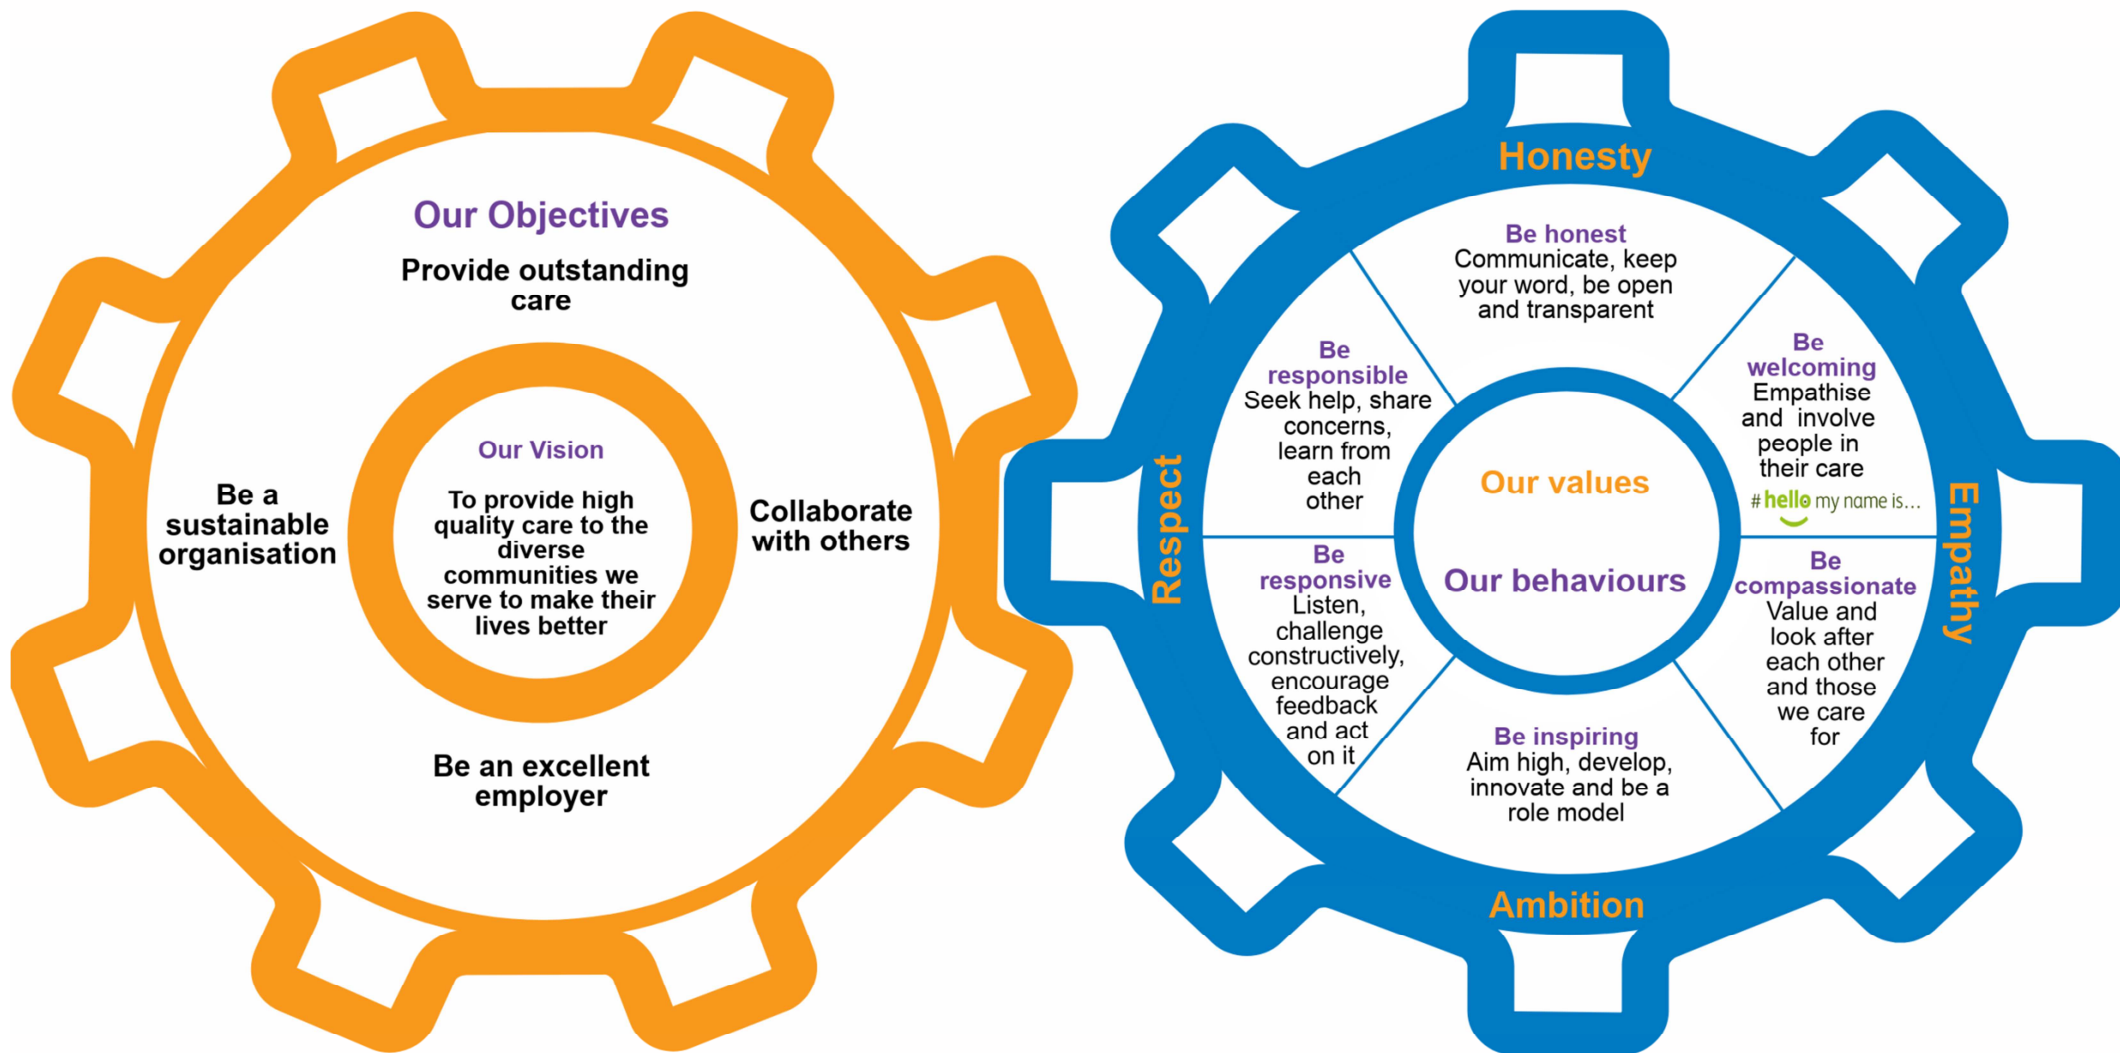 Our Objectives
Provide outstanding
care
Be a
sustainable
organisation
Our Vision
To provide high
quality care to the
diverse
communities we
serve to make their
lives better
Collaborate
with others
Be an excellent
employer
Honesty
Be honest
Communicate, keep
your word, be open
and transparent
Be
welcoming
Empathise
and involve
people in
their care
#hello my name is...
Empathy
Be
compassionate
Value and
look after
each other
and those
we care
for
Be inspiring
Aim high, develop,
innovate and be a
role model
Ambition
Be
responsive
Listen,
challenge
constructively,
encourage
feedback
and act
on it
Respect
Be
responsible
Seek help, share
concerns,
learn from
each
other
Our values
Our behaviours